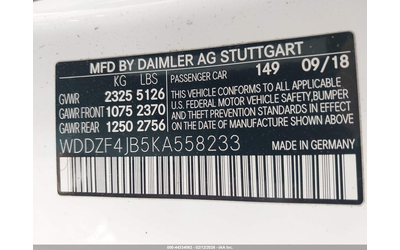 MFD BY DAIMLER AG STUTTGART
KG LBS
PASSENGER CAR 149 09/18
GVWR 2325 5126
GAWR FRONT 1075 2370
GAWR REAR 1250 2756
THIS VEHICLE CONFORMS TO ALL APPLICABLE
U.S. FEDERAL MOTOR VEHICLE SAFETY, BUMPER
AND THEFT PREVENTION STANDARDS IN EFFECT
ON THE DATE OF MANUFACTURE SHOWN ABOVE.
WDDZF4JB5KA558233
MADE IN GERMANY